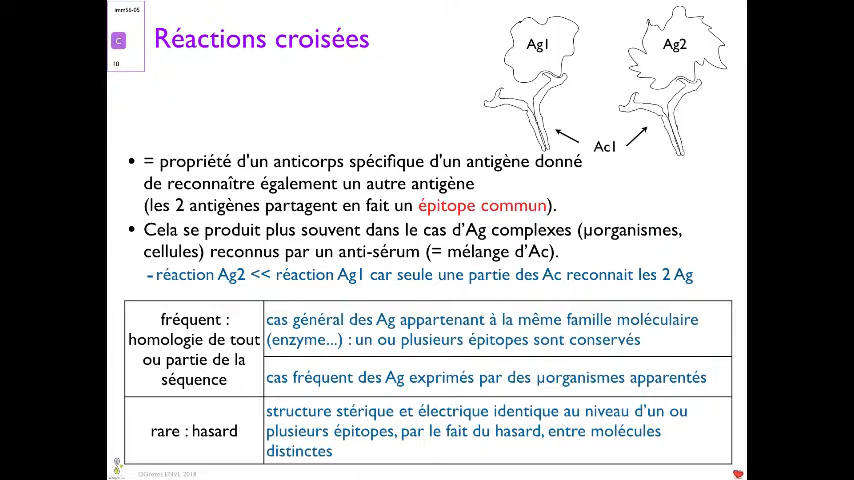 imm56-05
C
10
Réactions croisées
Ag1
Ag2
Ac1
• = propriété d'un anticorps spécifique d'un antigène donné
de reconnaître également un autre antigène
(les 2 antigènes partagent en fait un épitope commun).
• Cela se produit plus souvent dans le cas d'Ag complexes (µorganismes,
cellules) reconnus par un anti-sérum (= mélange d'Ac).
- réaction Ag2 << réaction Ag1 car seule une partie des Ac reconnait les 2 Ag
fréquent :
homologie de tout
ou partie de la
séquence
cas général des Ag appartenant à la même famille moléculaire
(enzyme...) : un ou plusieurs épitopes sont conservés
cas fréquent des Ag exprimés par des µorganismes apparentés
rare : hasard
structure stérique et électrique identique au niveau d'un ou
plusieurs épitopes, par le fait du hasard, entre molécules
distinctes
2018